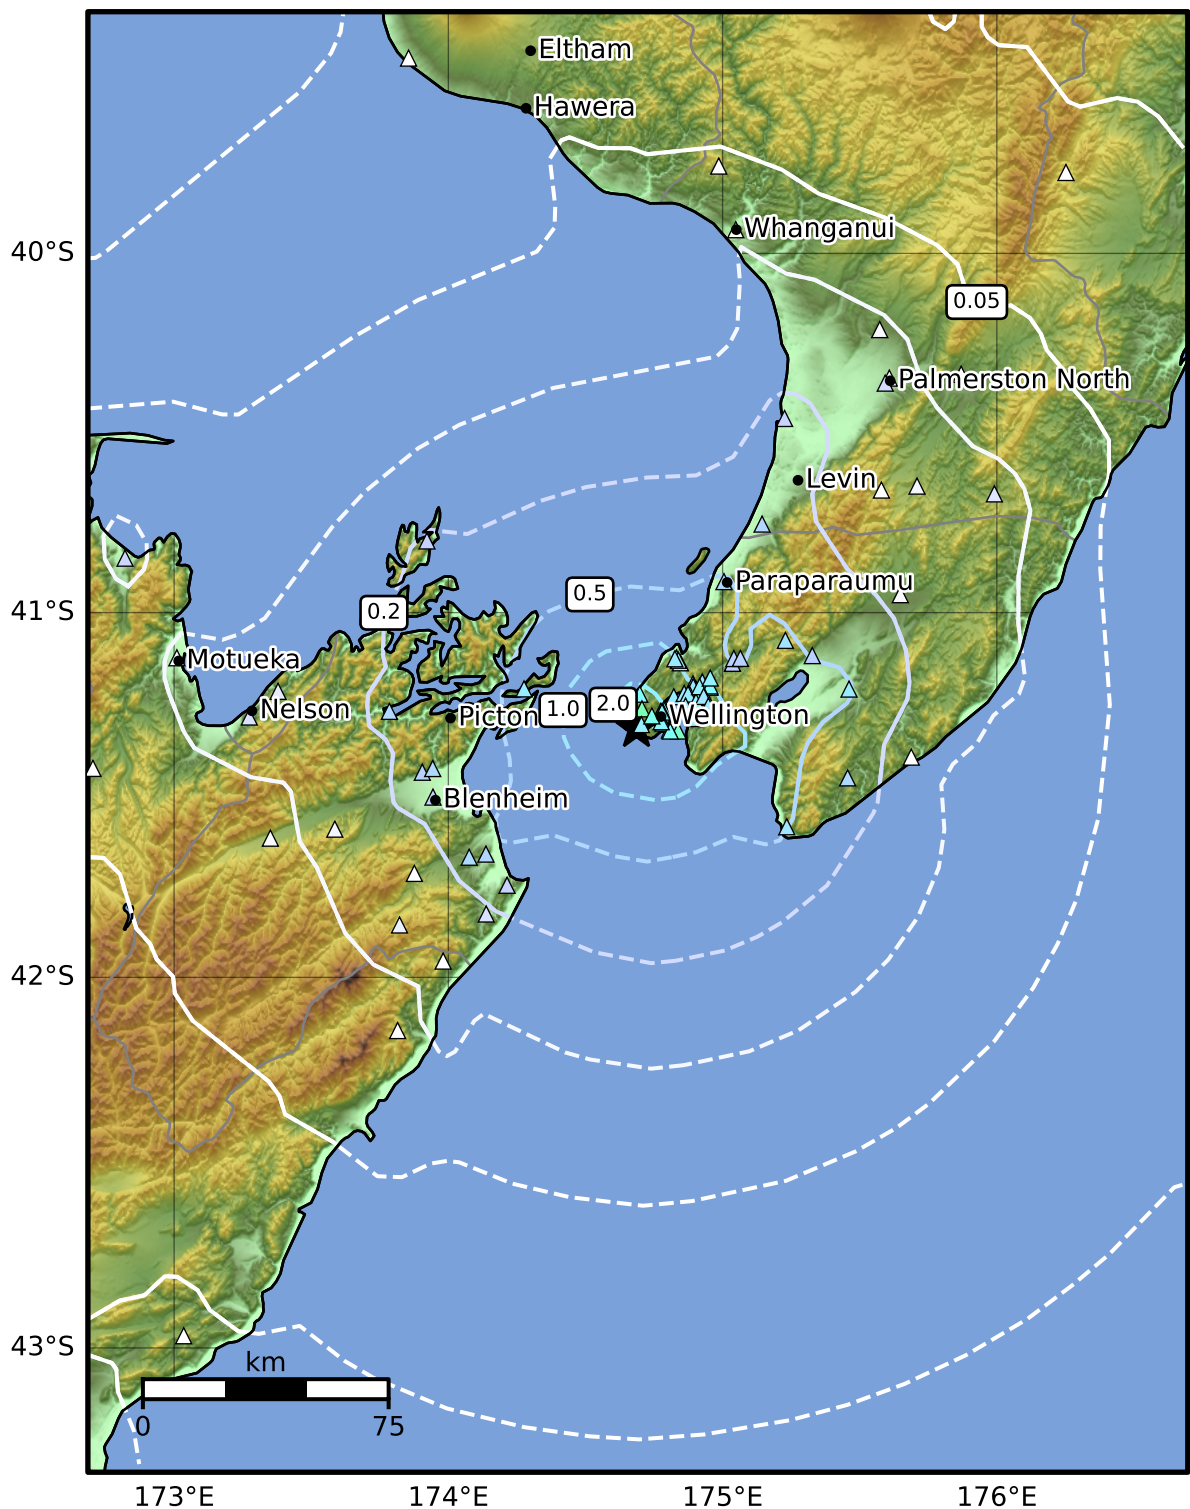 Eltham
Hawera
Whanganui
40°S
0.05
Palmerston North
Levin
Paraparaumu
0.5
0.2
41°S
Motueka
Nelson
Picton
1.0
2.0
Wellington
Blenheim
42°S
43°S
km
0
75
173°E
174°E
175°E
176°E